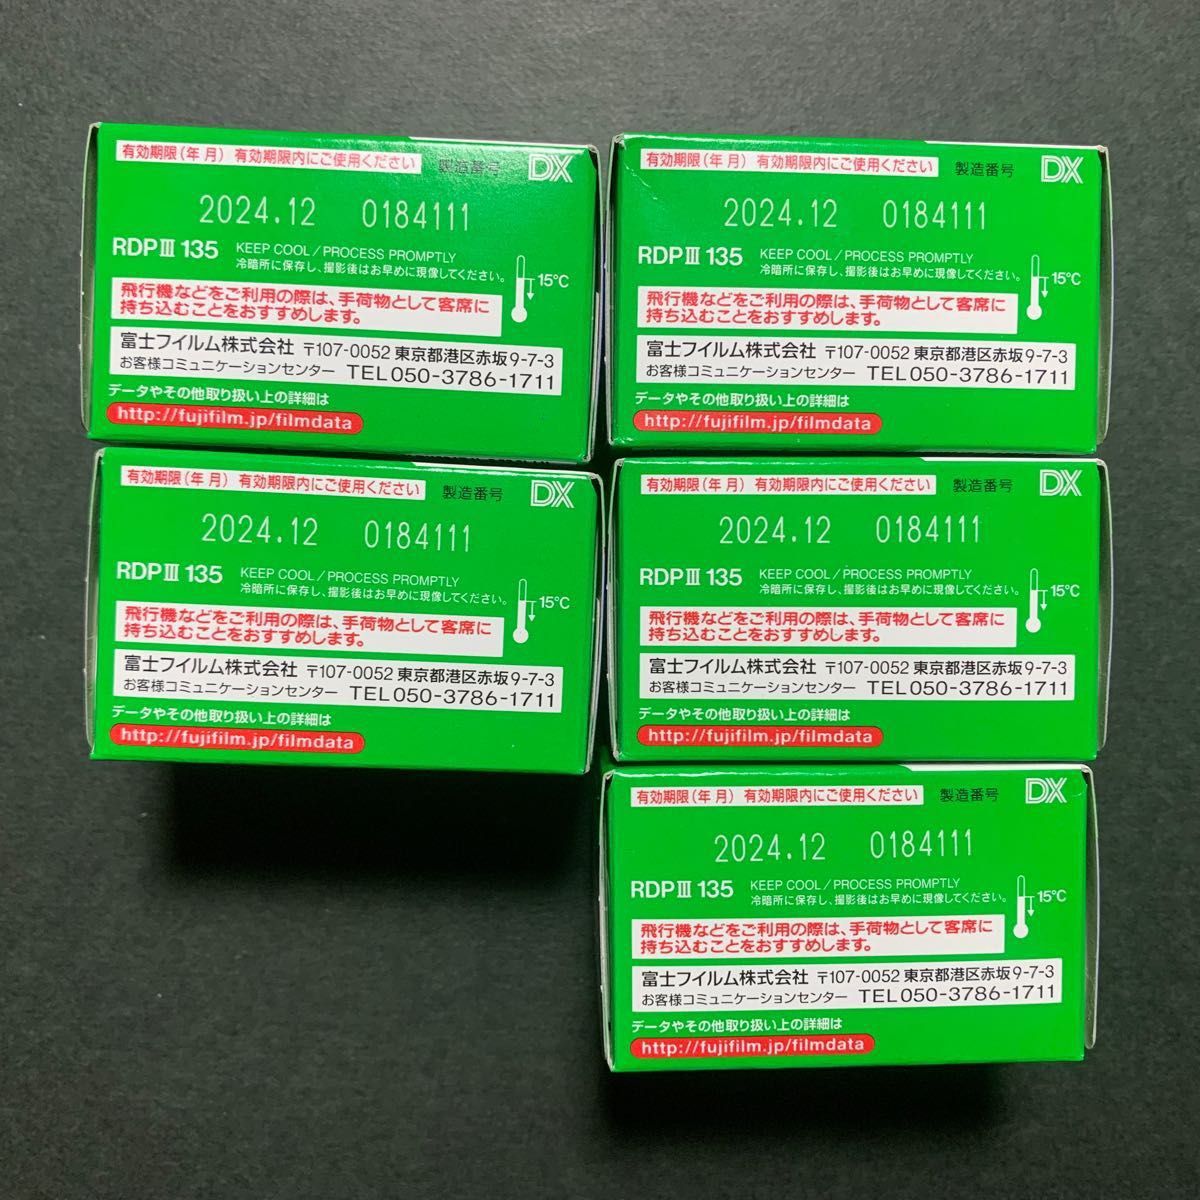 有効期限(年月) 有効期限内にご使用ください 製造番号 DX
2024.12 0184111
RDPⅢ 135 KEEP COOL/PROCESS PROMPTLY
冷暗所に保存し、撮影後はお早めに現像してください。 15℃
飛行機などをご利用の際は、手荷物として客席に
持ち込むことをおすすめします。
富士フイルム株式会社 〒107-0052 東京都港区赤坂9-7-3
お客様コミュニケーションセンター TEL 050-3786-1711
データやその他取り扱い上の詳細は
http://fujifilm.jp/filmdata
有効期限(年月) 有効期限内にご使用ください 製造番号 DX
2024.12 0184111
RDPⅢ 135 KEEP COOL/PROCESS PROMPTLY
冷暗所に保存し、撮影後はお早めに現像してください。 15℃
飛行機などをご利用の際は、手荷物として客席に
持ち込むことをおすすめします。
富士フイルム株式会社 〒107-0052 東京都港区赤坂9-7-3
お客様コミュニケーションセンター TEL 050-3786-1711
データやその他取り扱い上の詳細は
http://fujifilm.jp/filmdata
有効期限(年月) 有効期限内にご使用ください 製造番号 DX
2024.12 0184111
RDPⅢ 135 KEEP COOL/PROCESS PROMPTLY
冷暗所に保存し、撮影後はお早めに現像してください。 15℃
飛行機などをご利用の際は、手荷物として客席に
持ち込むことをおすすめします。
富士フイルム株式会社 〒107-0052 東京都港区赤坂9-7-3
お客様コミュニケーションセンター TEL 050-3786-1711
データやその他取り扱い上の詳細は
http://fujifilm.jp/filmdata
有効期限(年月) 有効期限内にご使用ください 製造番号 DX
2024.12 0184111
RDPⅢ 135 KEEP COOL/PROCESS PROMPTLY
冷暗所に保存し、撮影後はお早めに現像してください。 15℃
飛行機などをご利用の際は、手荷物として客席に
持ち込むことをおすすめします。
富士フイルム株式会社 〒107-0052 東京都港区赤坂9-7-3
お客様コミュニケーションセンター TEL 050-3786-1711
データやその他取り扱い上の詳細は
http://fujifilm.jp/filmdata
有効期限(年月) 有効期限内にご使用ください 製造番号 DX
2024.12 0184111
RDPⅢ 135 KEEP COOL/PROCESS PROMPTLY
冷暗所に保存し、撮影後はお早めに現像してください。 15℃
飛行機などをご利用の際は、手荷物として客席に
持ち込むことをおすすめします。
富士フイルム株式会社 〒107-0052 東京都港区赤坂9-7-3
お客様コミュニケーションセンター TEL 050-3786-1711
データやその他取り扱い上の詳細は
http://fujifilm.jp/filmdata